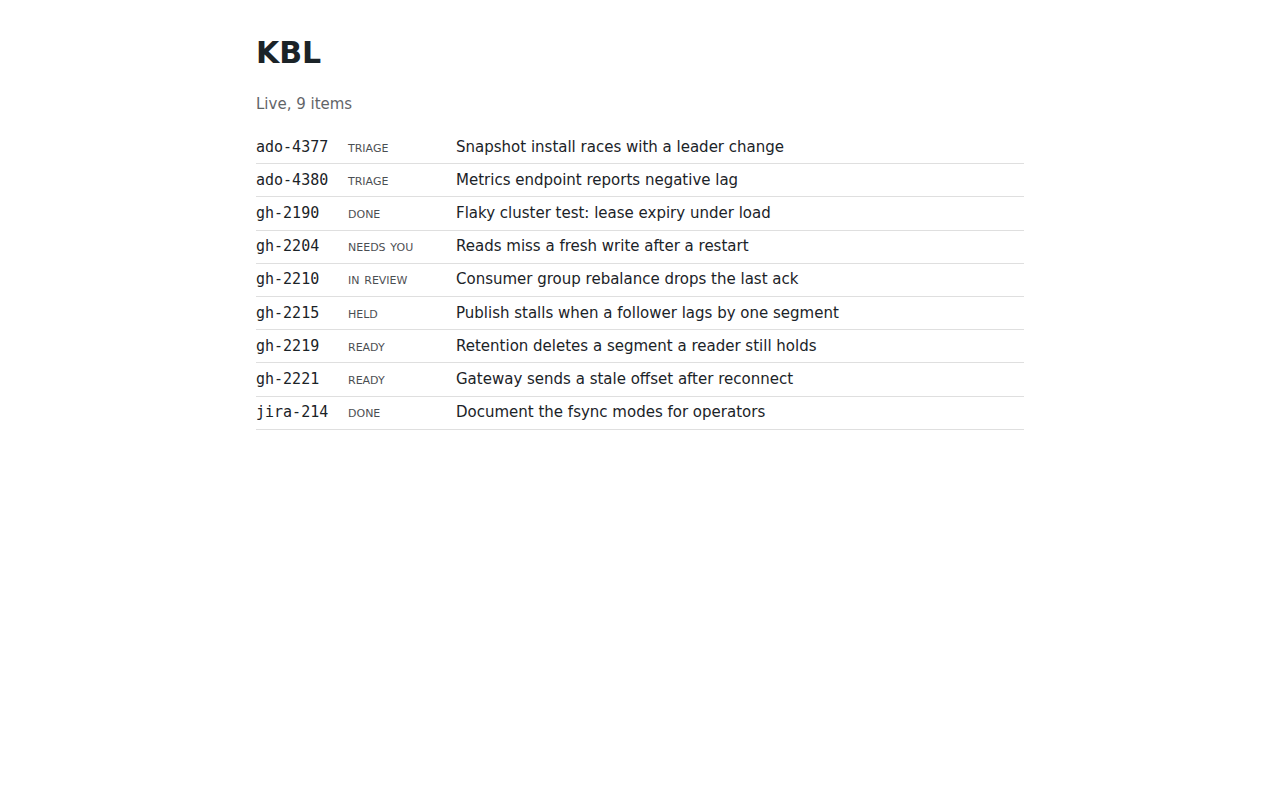 KBL
Live, 9 items
ado-4377 TRIAGE Snapshot install races with a leader change
ado-4380 TRIAGE Metrics endpoint reports negative lag
gh-2190 DONE Flaky cluster test: lease expiry under load
gh-2204 NEEDS YOU Reads miss a fresh write after a restart
gh-2210 IN REVIEW Consumer group rebalance drops the last ack
gh-2215 HELD Publish stalls when a follower lags by one segment
gh-2219 READY Retention deletes a segment a reader still holds
gh-2221 READY Gateway sends a stale offset after reconnect
jira-214 DONE Document the fsync modes for operators